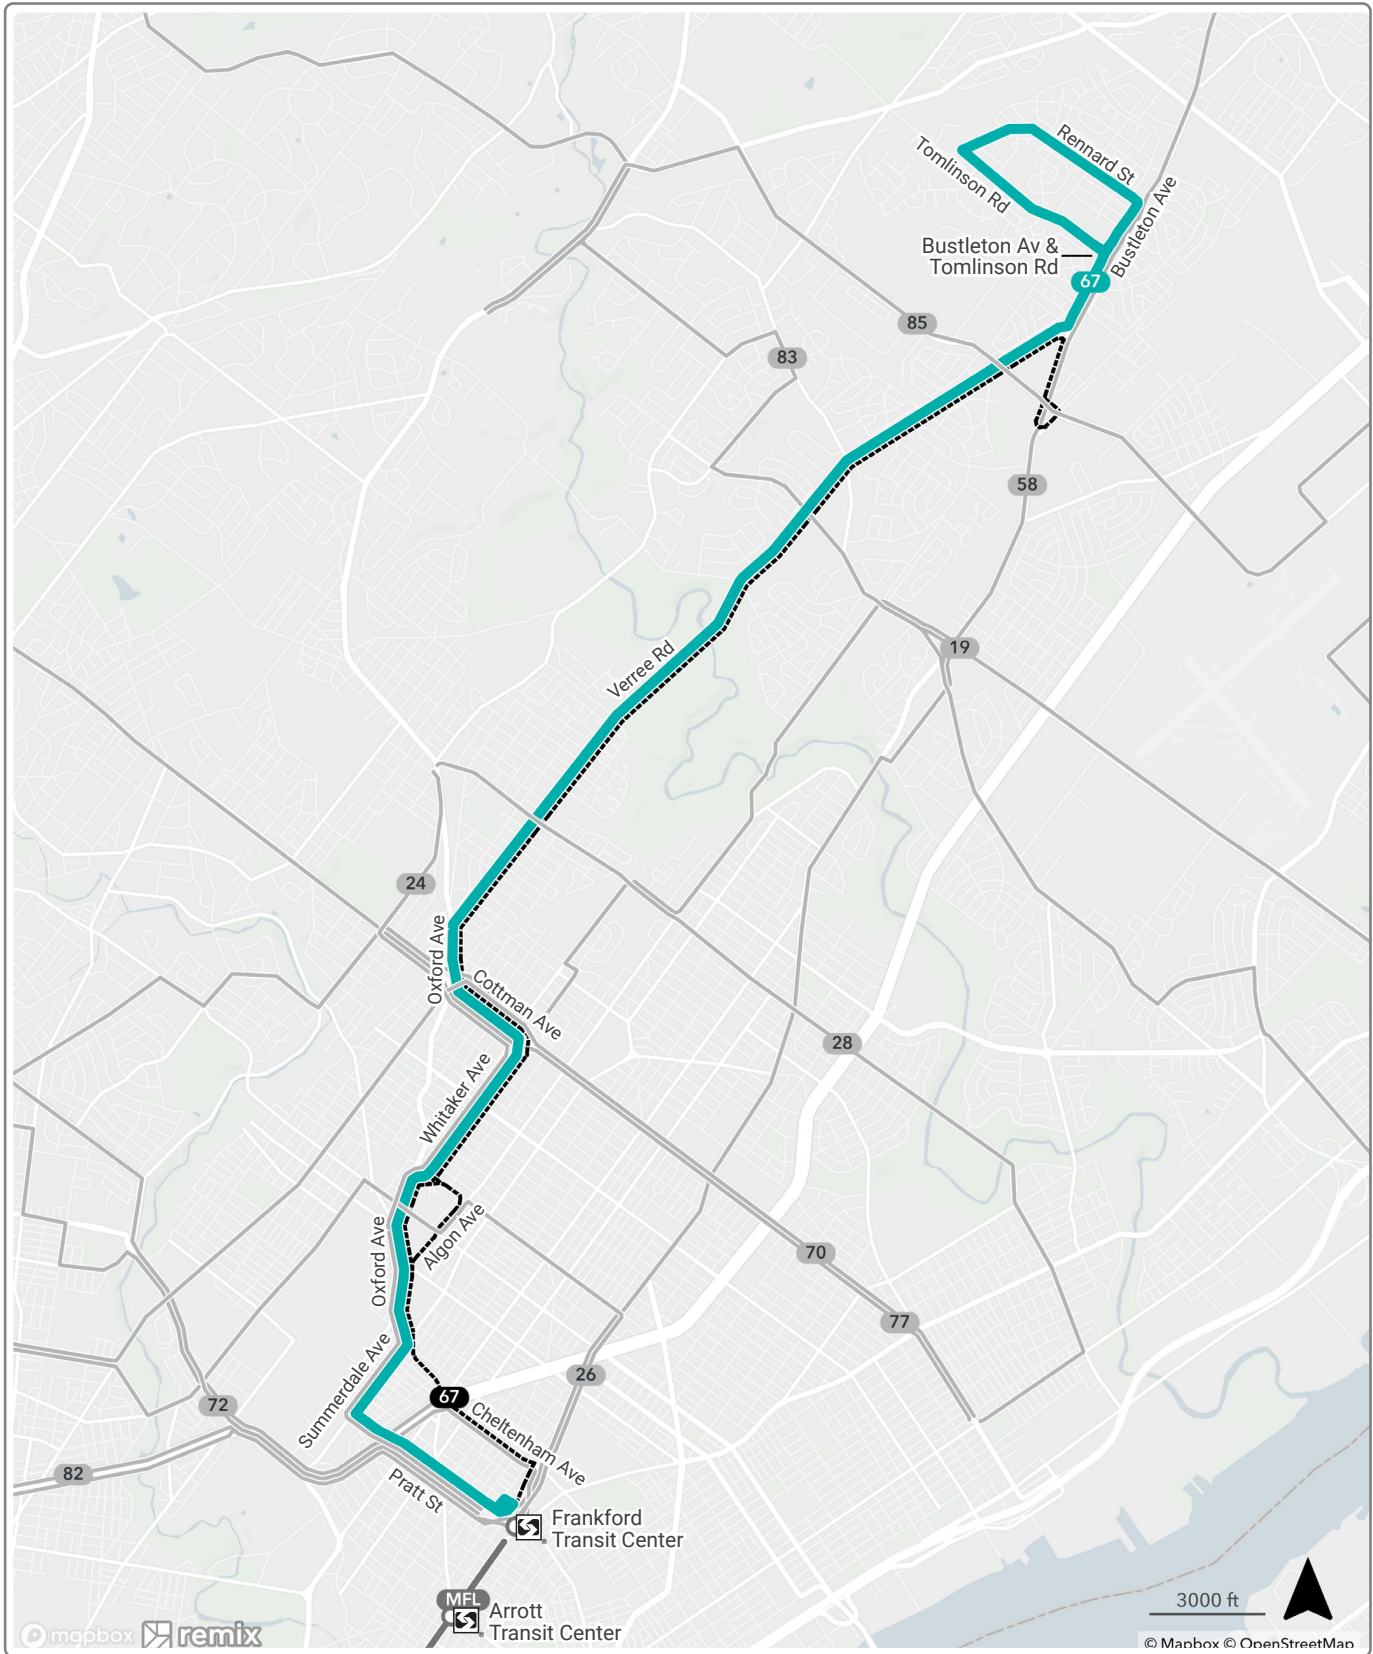 Rennard St
Tomlinson Rd
Bustleton Ave
Bustleton Av &
Tomlinson Rd
67
85
83
58
19
Verree Rd
24
Oxford Ave
Cottman Ave
28
Whitaker Ave
Algon Ave
Oxford Ave
70
77
Summerdale Ave
26
67
Cheltenham Ave
72
82
Pratt St
Frankford
Transit Center
MFL
Arrott
Transit Center
3000 ft
mapbox
remix
© Mapbox © OpenStreetMap